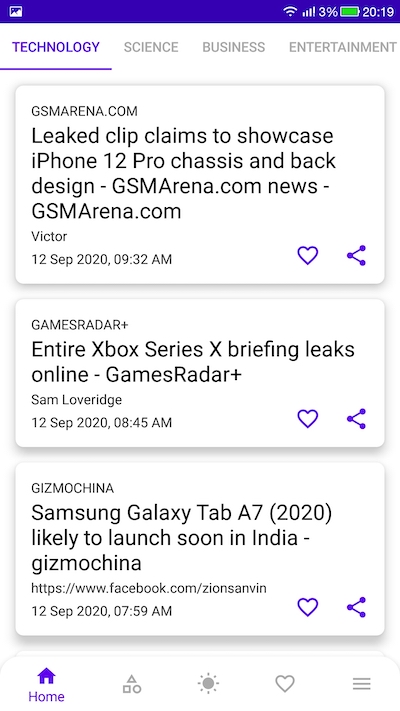 3% 20:19
TECHNOLOGY SCIENCE BUSINESS ENTERTAINMENT
GSMARENA.COM
Leaked clip claims to showcase
iPhone 12 Pro chassis and back
design - GSMArena.com news -
GSMArena.com
Victor
12 Sep 2020, 09:32 AM
GAMESRADAR+
Entire Xbox Series X briefing leaks
online - GamesRadar+
Sam Loveridge
12 Sep 2020, 08:45 AM
GIZMOCHINA
Samsung Galaxy Tab A7 (2020)
likely to launch soon in India -
gizmochina
https://www.facebook.com/zionsanvin
12 Sep 2020, 07:59 AM
Home